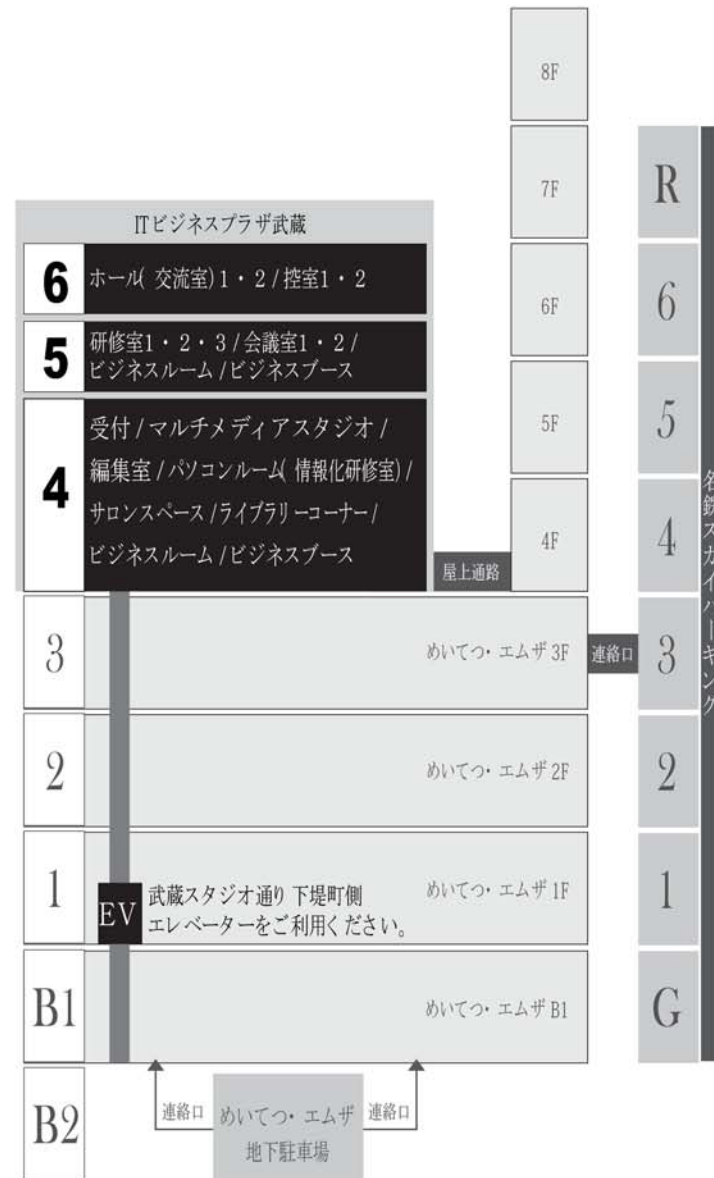 8F
7F
6F
5F
4F
R
6
5
4
3
2
1
G
名鉄スカイパーキング
ITビジネスプラザ武蔵
6
ホール(交流室)1・2/控室1・2
5
研修室1・2・3/会議室1・2/
ビジネスルーム/ビジネスブース
4
受付/マルチメディアスタジオ/
編集室/パソコンルーム(情報化研修室)/
サロンスペース/ライブラリーコーナー/
ビジネスルーム/ビジネスブース
屋上通路
3
めいてつ・エムザ3F
連絡口
2
めいてつ・エムザ2F
1
EV
武蔵スタジオ通り下堤町側
エレベーターをご利用ください。
めいてつ・エムザ1F
B1
めいてつ・エムザB1
B2
連絡口
めいてつ・エムザ
地下駐車場
連絡口